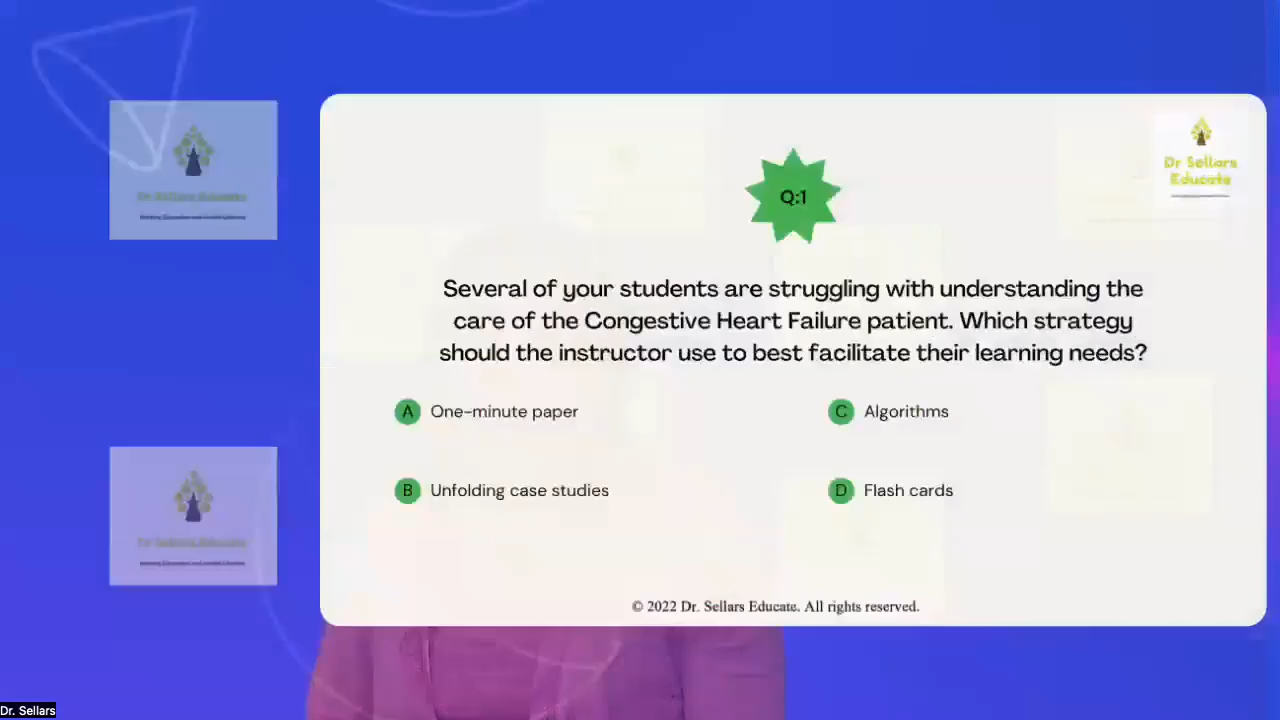 Dr Sellars
Educate
Q:1
Several of your students are struggling with understanding the
care of the Congestive Heart Failure patient. Which strategy
should the instructor use to best facilitate their learning needs?
A One-minute paper
C Algorithms
B Unfolding case studies
D Flash cards
© 2022 Dr. Sellars Educate. All rights reserved.
Dr. Sellars